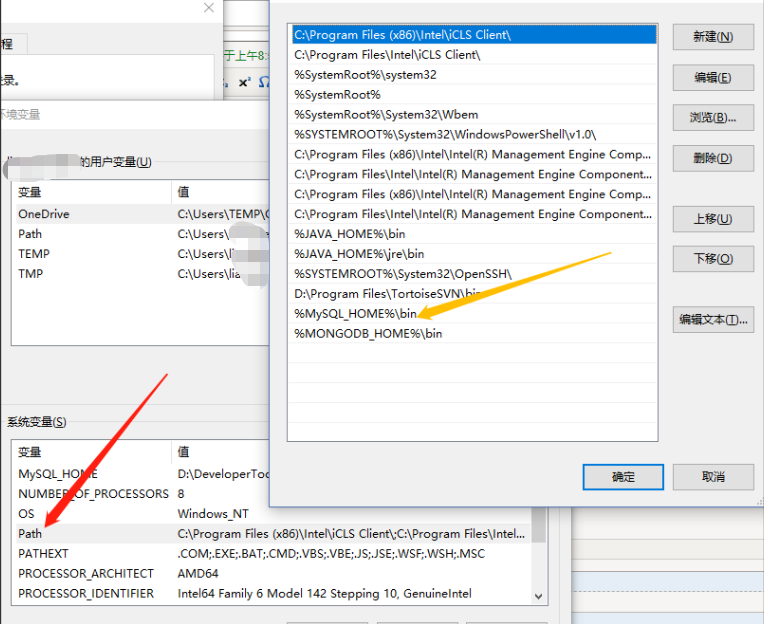 程
录。
于上午8:
x²
Ω
环境变量
的用户变量(U)
变量 值
OneDrive C:\Users\TEMP\
Path C:\Users\
TEMP C:\Users\li
TMP C:\Users\lia
系统变量(S)
变量 值
MySQL_HOME D:\DeveloperToo
NUMBER_OF_PROCESSORS 8
OS Windows_NT
Path C:\Program Files (x86)\Intel\iCLS Client\;C:\Program Files\Intel...
PATHEXT .COM;.EXE;.BAT;.CMD;.VBS;.VBE;.JS;.JSE;.WSF;.WSH;.MSC
PROCESSOR_ARCHITECT AMD64
PROCESSOR_IDENTIFIER Intel64 Family 6 Model 142 Stepping 10, GenuineIntel
C:\Program Files (x86)\Intel\iCLS Client\
C:\Program Files\Intel\iCLS Client\
%SystemRoot%\system32
%SystemRoot%
%SystemRoot%\System32\Wbem
%SYSTEMROOT%\System32\WindowsPowerShell\v1.0\
C:\Program Files (x86)\Intel\Intel(R) Management Engine Comp...
C:\Program Files\Intel\Intel(R) Management Engine Component...
C:\Program Files (x86)\Intel\Intel(R) Management Engine Comp...
C:\Program Files\Intel\Intel(R) Management Engine Component...
%JAVA_HOME%\bin
%JAVA_HOME%\jre\bin
%SYSTEMROOT%\System32\OpenSSH\
D:\Program Files\TortoiseSVN\bin
%MySQL_HOME%\bin
%MONGODB_HOME%\bin
新建(N)
编辑(E)
浏览(B)...
删除(D)
上移(U)
下移(O)
编辑文本(T)...
确定
取消